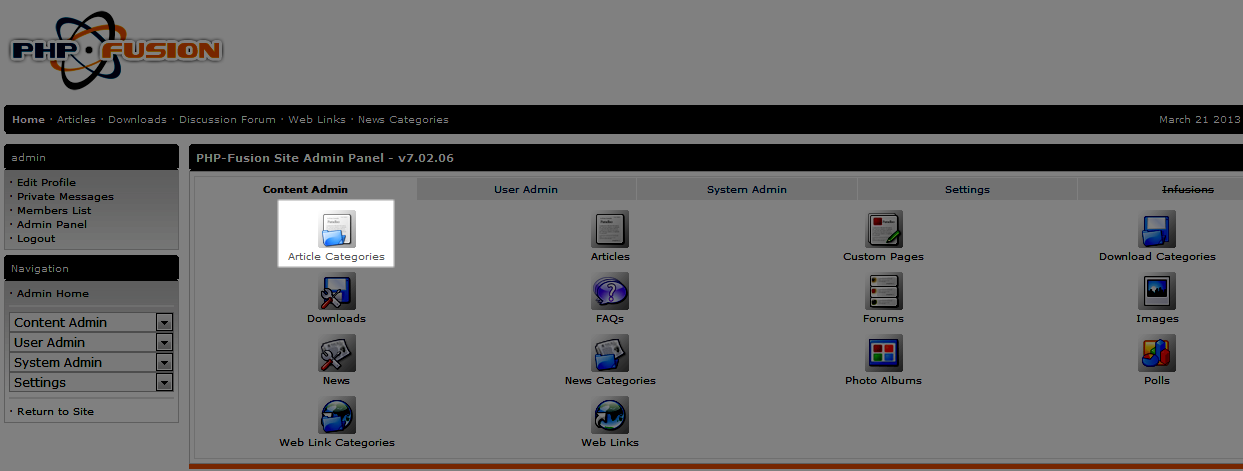 PHP·FUSION
Home · Articles · Downloads · Discussion Forum · Web Links · News Categories
March 21 2013
admin
· Edit Profile
· Private Messages
· Members List
· Admin Panel
· Logout
Navigation
· Admin Home
Content Admin
User Admin
System Admin
Settings
· Return to Site
PHP-Fusion Site Admin Panel - v7.02.06
Content Admin User Admin System Admin Settings Infusions
Article Categories Articles Custom Pages Download Categories
Downloads FAQs Forums Images
News News Categories Photo Albums Polls
Web Link Categories Web Links